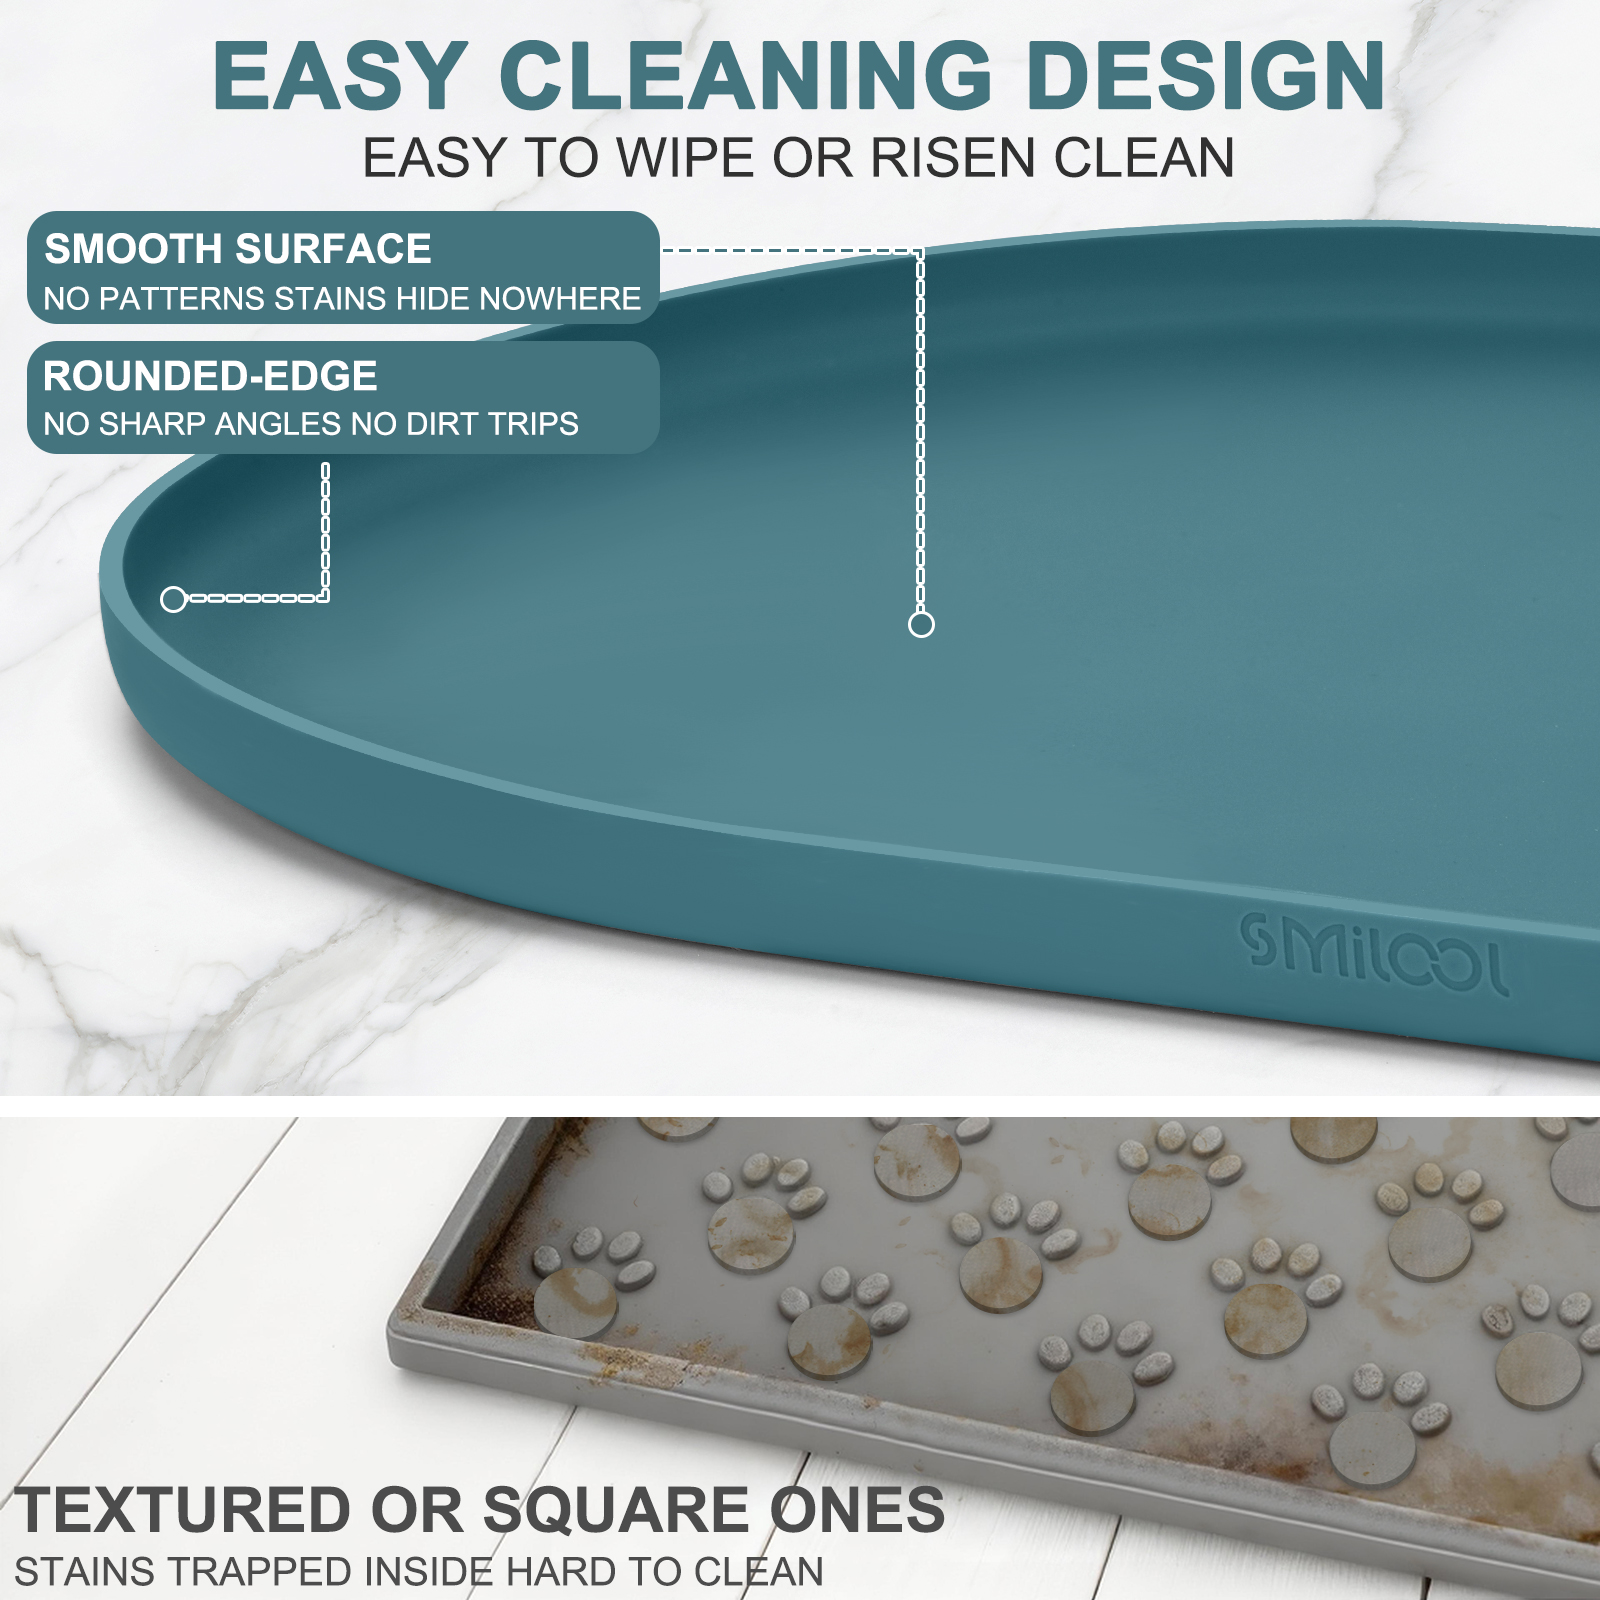 EASY CLEANING DESIGN
EASY TO WIPE OR RISEN CLEAN
SMOOTH SURFACE
NO PATTERNS STAINS HIDE NOWHERE
ROUNDED-EDGE
NO SHARP ANGLES NO DIRT TRIPS
SMilOOl
TEXTURED OR SQUARE ONES
STAINS TRAPPED INSIDE HARD TO CLEAN